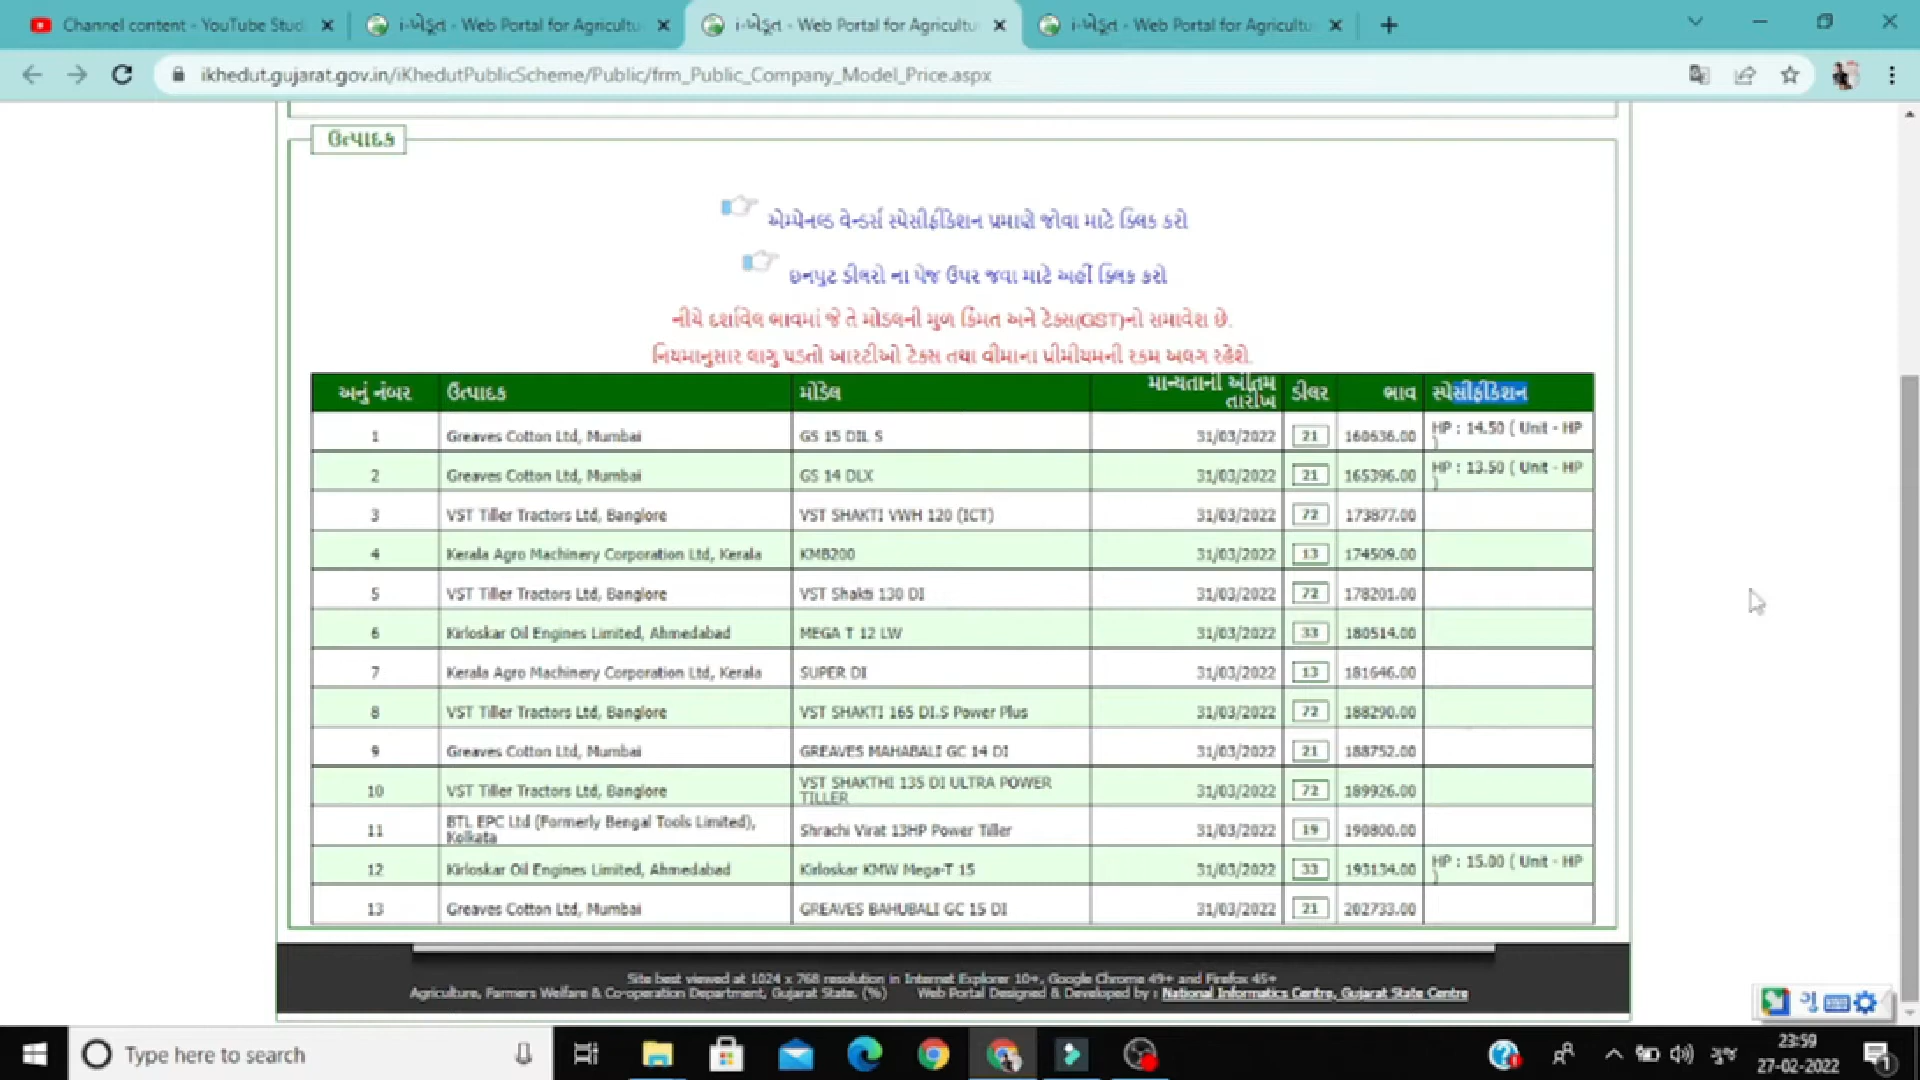 Channel content - YouTube Studi
i-ખેડૂત - Web Portal for Agricultu
i-ખેડૂત - Web Portal for Agricultu
i-ખેડૂત - Web Portal for Agricultu
ikhedut.gujarat.gov.in/iKhedutPublicScheme/Public/frm_Public_Company_Model_Price.aspx
ઉત્પાદક
એમ્પેનલ્ડ વેન્ડર્સ સ્પેસીફીકેશન પ્રમાણે જોવા માટે ક્લિક કરો
ઇનપુટ ડીલરો ના પેજ ઉપર જવા માટે અહીં ક્લિક કરો
નીચે દર્શાવેલ ભાવમાં જે તે મોડલની મુળ કિંમત અને ટેક્સ(GST)નો સમાવેશ છે.
નિયમાનુસાર લાગુ પડતો આરટીઓ ટેક્સ તથા વીમાના પ્રીમીયમની રકમ અલગ રહેશે.
અનું નંબર ઉત્પાદક મોડેલ માન્યતાની અંતિમ તારીખ ડીલર ભાવ સ્પેસીફીકેશન
1 Greaves Cotton Ltd, Mumbai GS 15 DIL S 31/03/2022 21 160636.00 HP : 14.50 ( Unit - HP )
2 Greaves Cotton Ltd, Mumbai GS 14 DLX 31/03/2022 21 165396.00 HP : 13.50 ( Unit - HP )
3 VST Tiller Tractors Ltd, Banglore VST SHAKTI VWH 120 (ICT) 31/03/2022 72 173877.00
4 Kerala Agro Machinery Corporation Ltd, Kerala KMB200 31/03/2022 13 174509.00
5 VST Tiller Tractors Ltd, Banglore VST Shakti 130 DI 31/03/2022 72 178201.00
6 Kirloskar Oil Engines Limited, Ahmedabad MEGA T 12 LW 31/03/2022 33 180514.00
7 Kerala Agro Machinery Corporation Ltd, Kerala SUPER DI 31/03/2022 13 181646.00
8 VST Tiller Tractors Ltd, Banglore VST SHAKTI 165 DI.S Power Plus 31/03/2022 72 188290.00
9 Greaves Cotton Ltd, Mumbai GREAVES MAHABALI GC 14 DI 31/03/2022 21 188752.00
10 VST Tiller Tractors Ltd, Banglore VST SHAKTHI 135 DI ULTRA POWER TILLER 31/03/2022 72 189926.00
11 BTL EPC Ltd (Formerly Bengal Tools Limited), Kolkata Shrachi Virat 13HP Power Tiller 31/03/2022 19 190800.00
12 Kirloskar Oil Engines Limited, Ahmedabad Kirloskar KMW Mega-T 15 31/03/2022 33 193134.00 HP : 15.00 ( Unit - HP )
13 Greaves Cotton Ltd, Mumbai GREAVES BAHUBALI GC 15 DI 31/03/2022 21 202733.00
Site best viewed at 1024 x 768 resolution in Internet Explorer 10+, Google Chrome 49+ and Firefox 45+
Agriculture, Farmers Welfare & Co-operation Department, Gujarat State. (%) Web Portal Designed & Developed by : National Informatics Centre, Gujarat State Centre
ગુ
Type here to search
ગુજ
23:59
27-02-2022
1